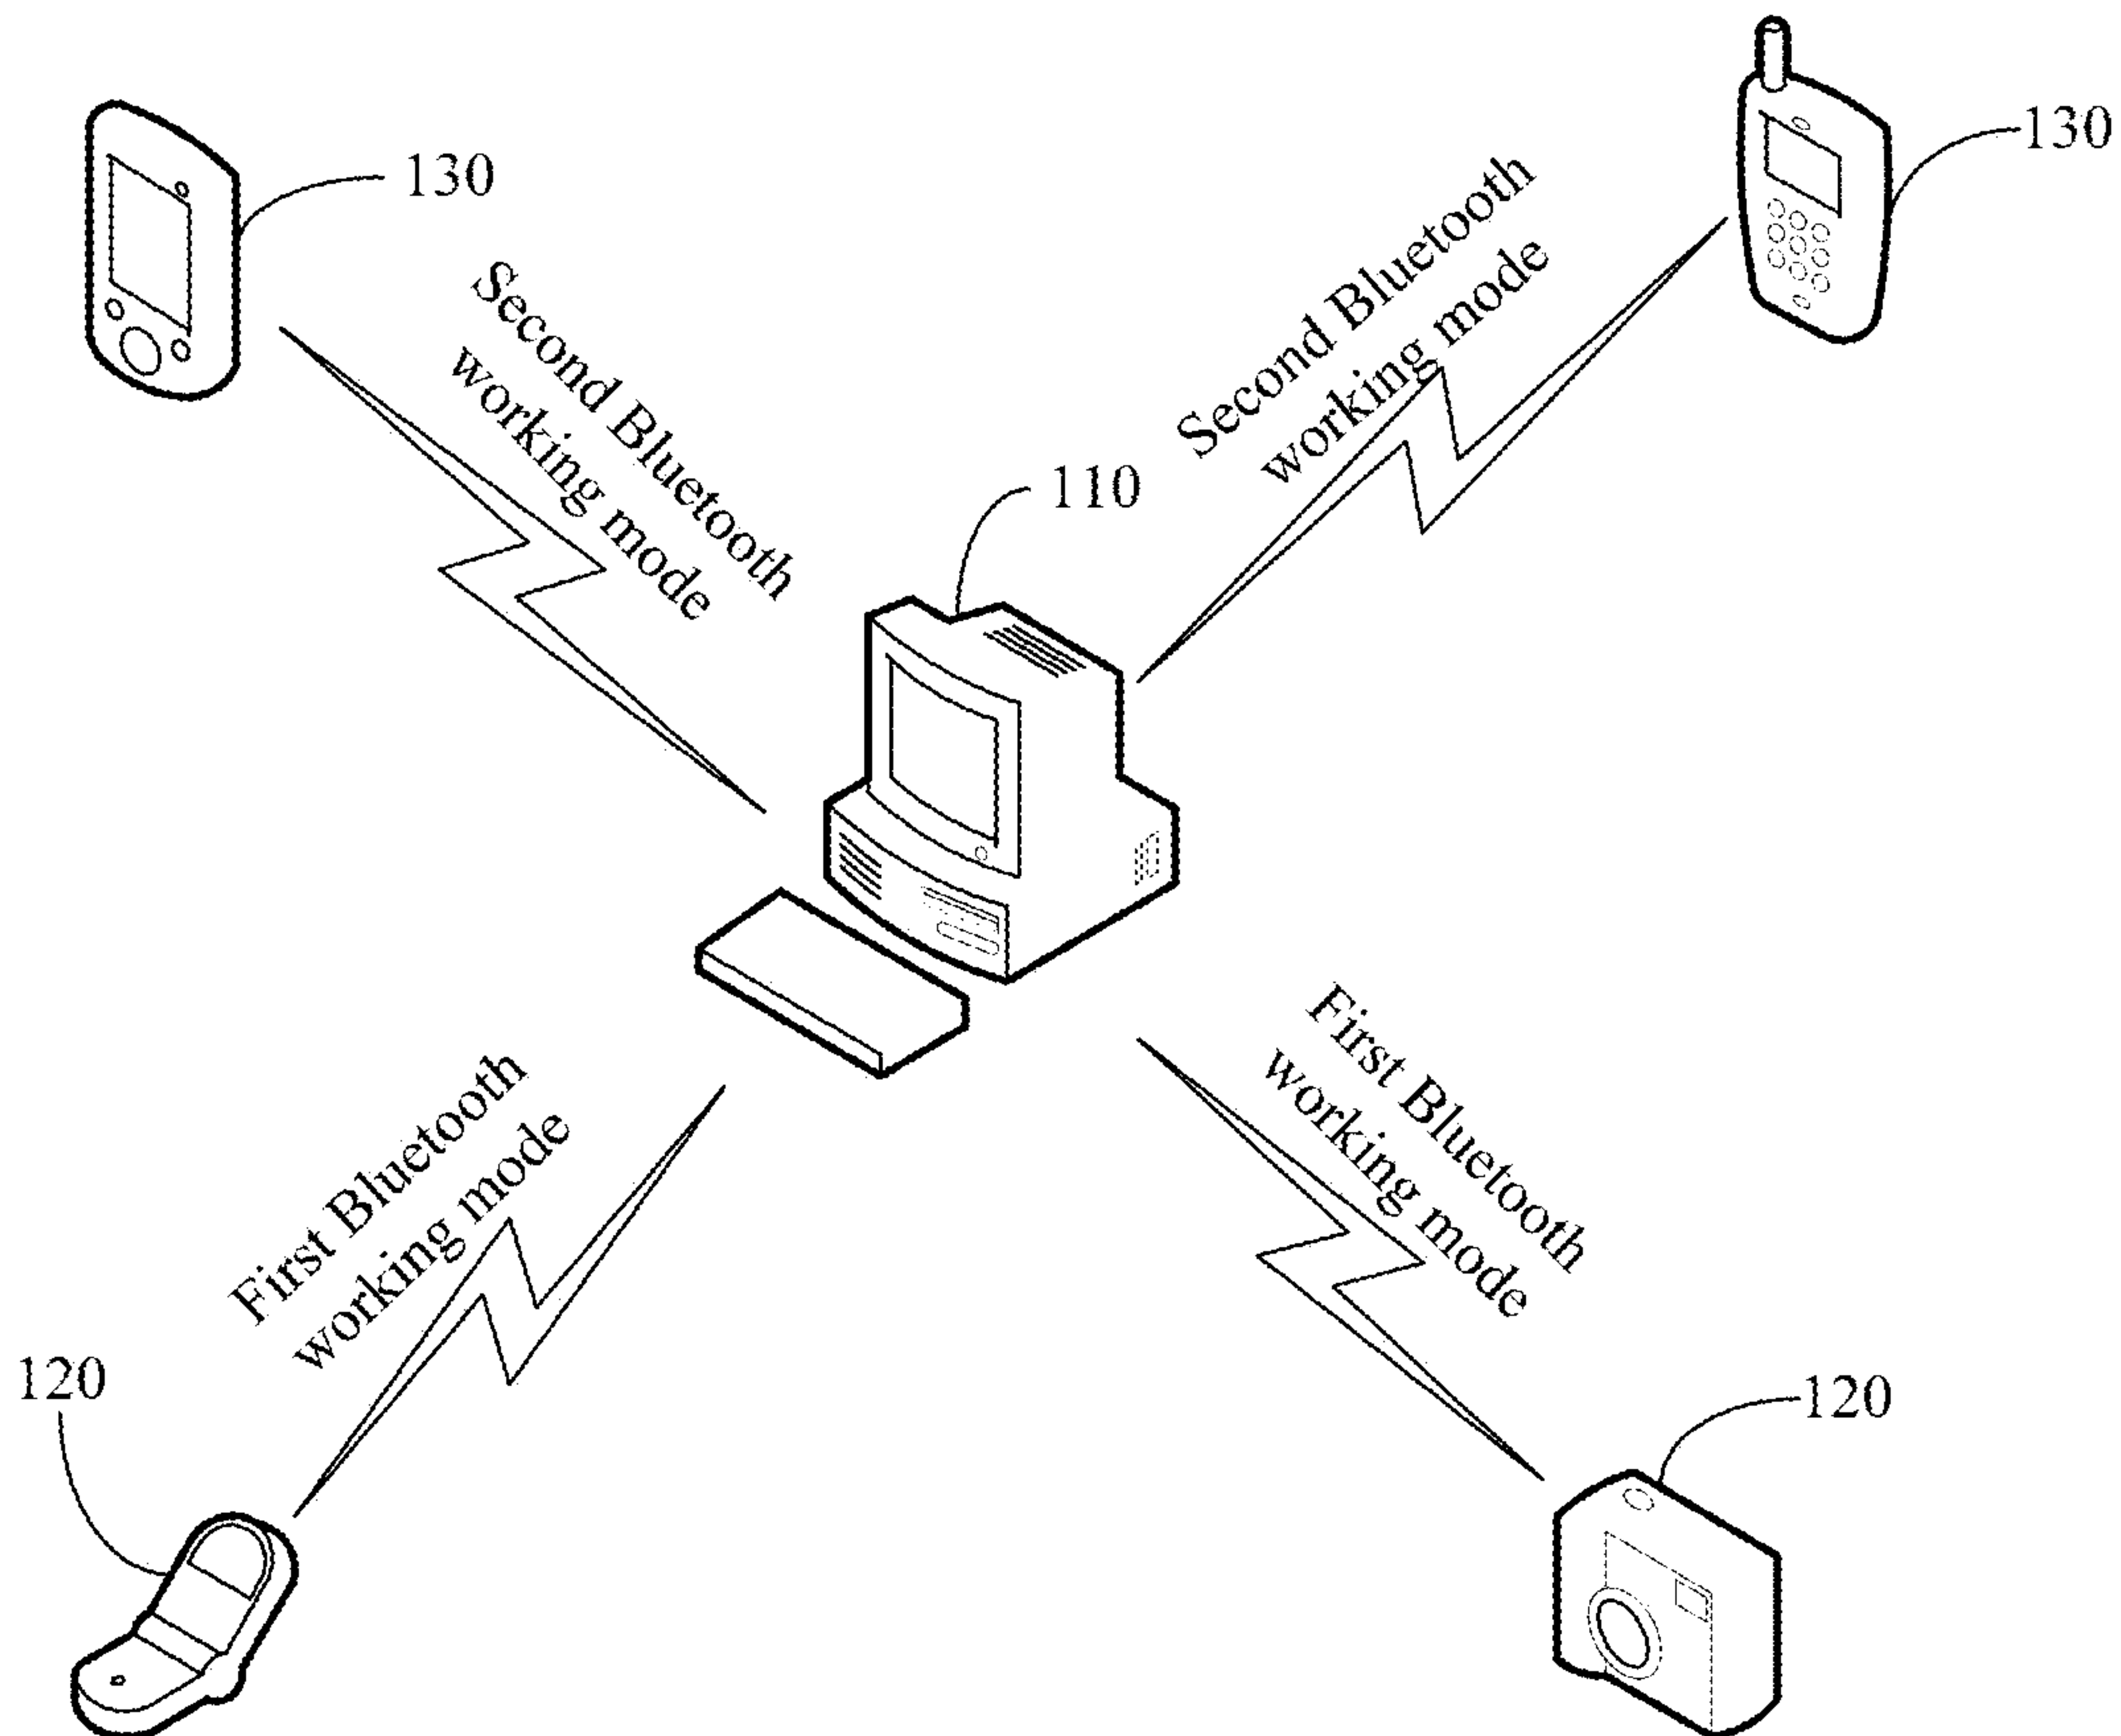 130
130
Second Bluetooth
working mode
Second Bluetooth
working mode
110
First Bluetooth
working mode
First Bluetooth
working mode
120
120